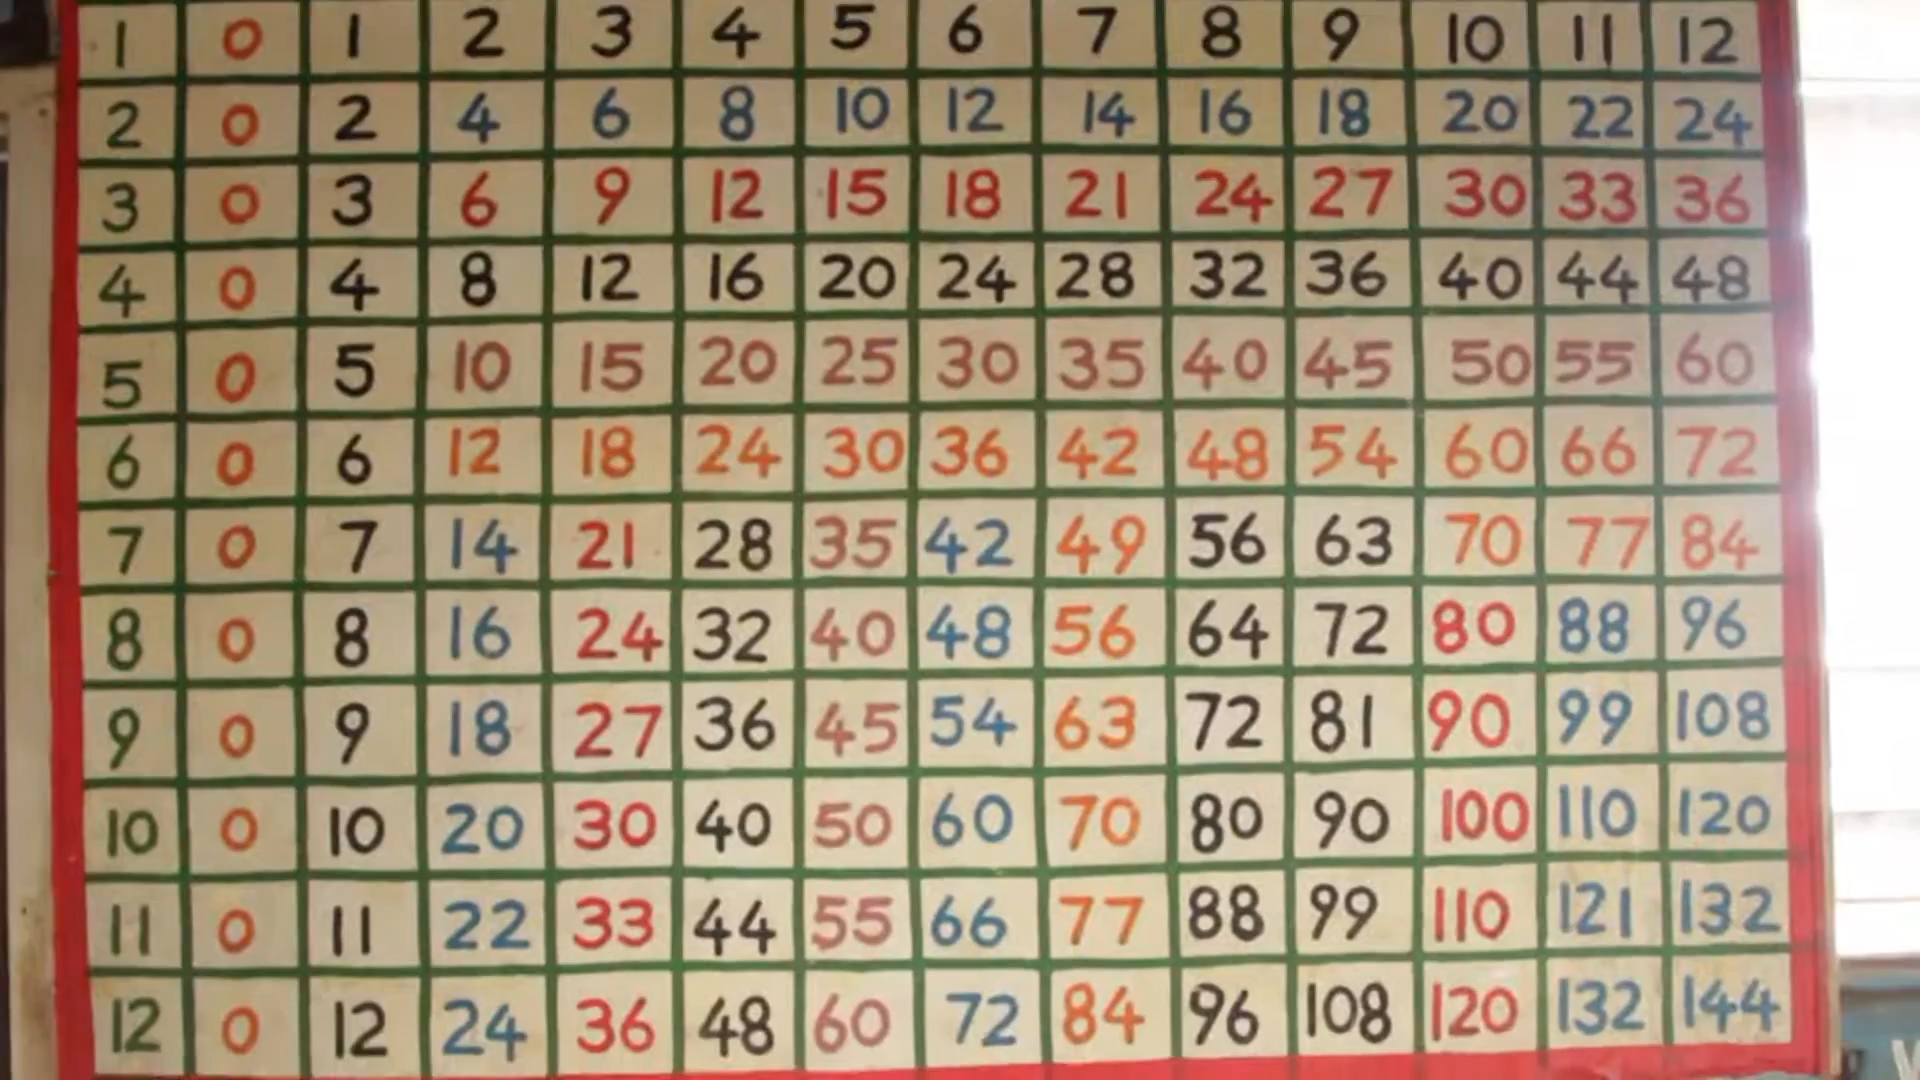 1 0 1 2 3 4 5 6 7 8 9 10 11 12
2 0 2 4 6 8 10 12 14 16 18 20 22 24
3 0 3 6 9 12 15 18 21 24 27 30 33 36
4 0 4 8 12 16 20 24 28 32 36 40 44 48
5 0 5 10 15 20 25 30 35 40 45 50 55 60
6 0 6 12 18 24 30 36 42 48 54 60 66 72
7 0 7 14 21 28 35 42 49 56 63 70 77 84
8 0 8 16 24 32 40 48 56 64 72 80 88 96
9 0 9 18 27 36 45 54 63 72 81 90 99 108
10 0 10 20 30 40 50 60 70 80 90 100 110 120
11 0 11 22 33 44 55 66 77 88 99 110 121 132
12 0 12 24 36 48 60 72 84 96 108 120 132 144